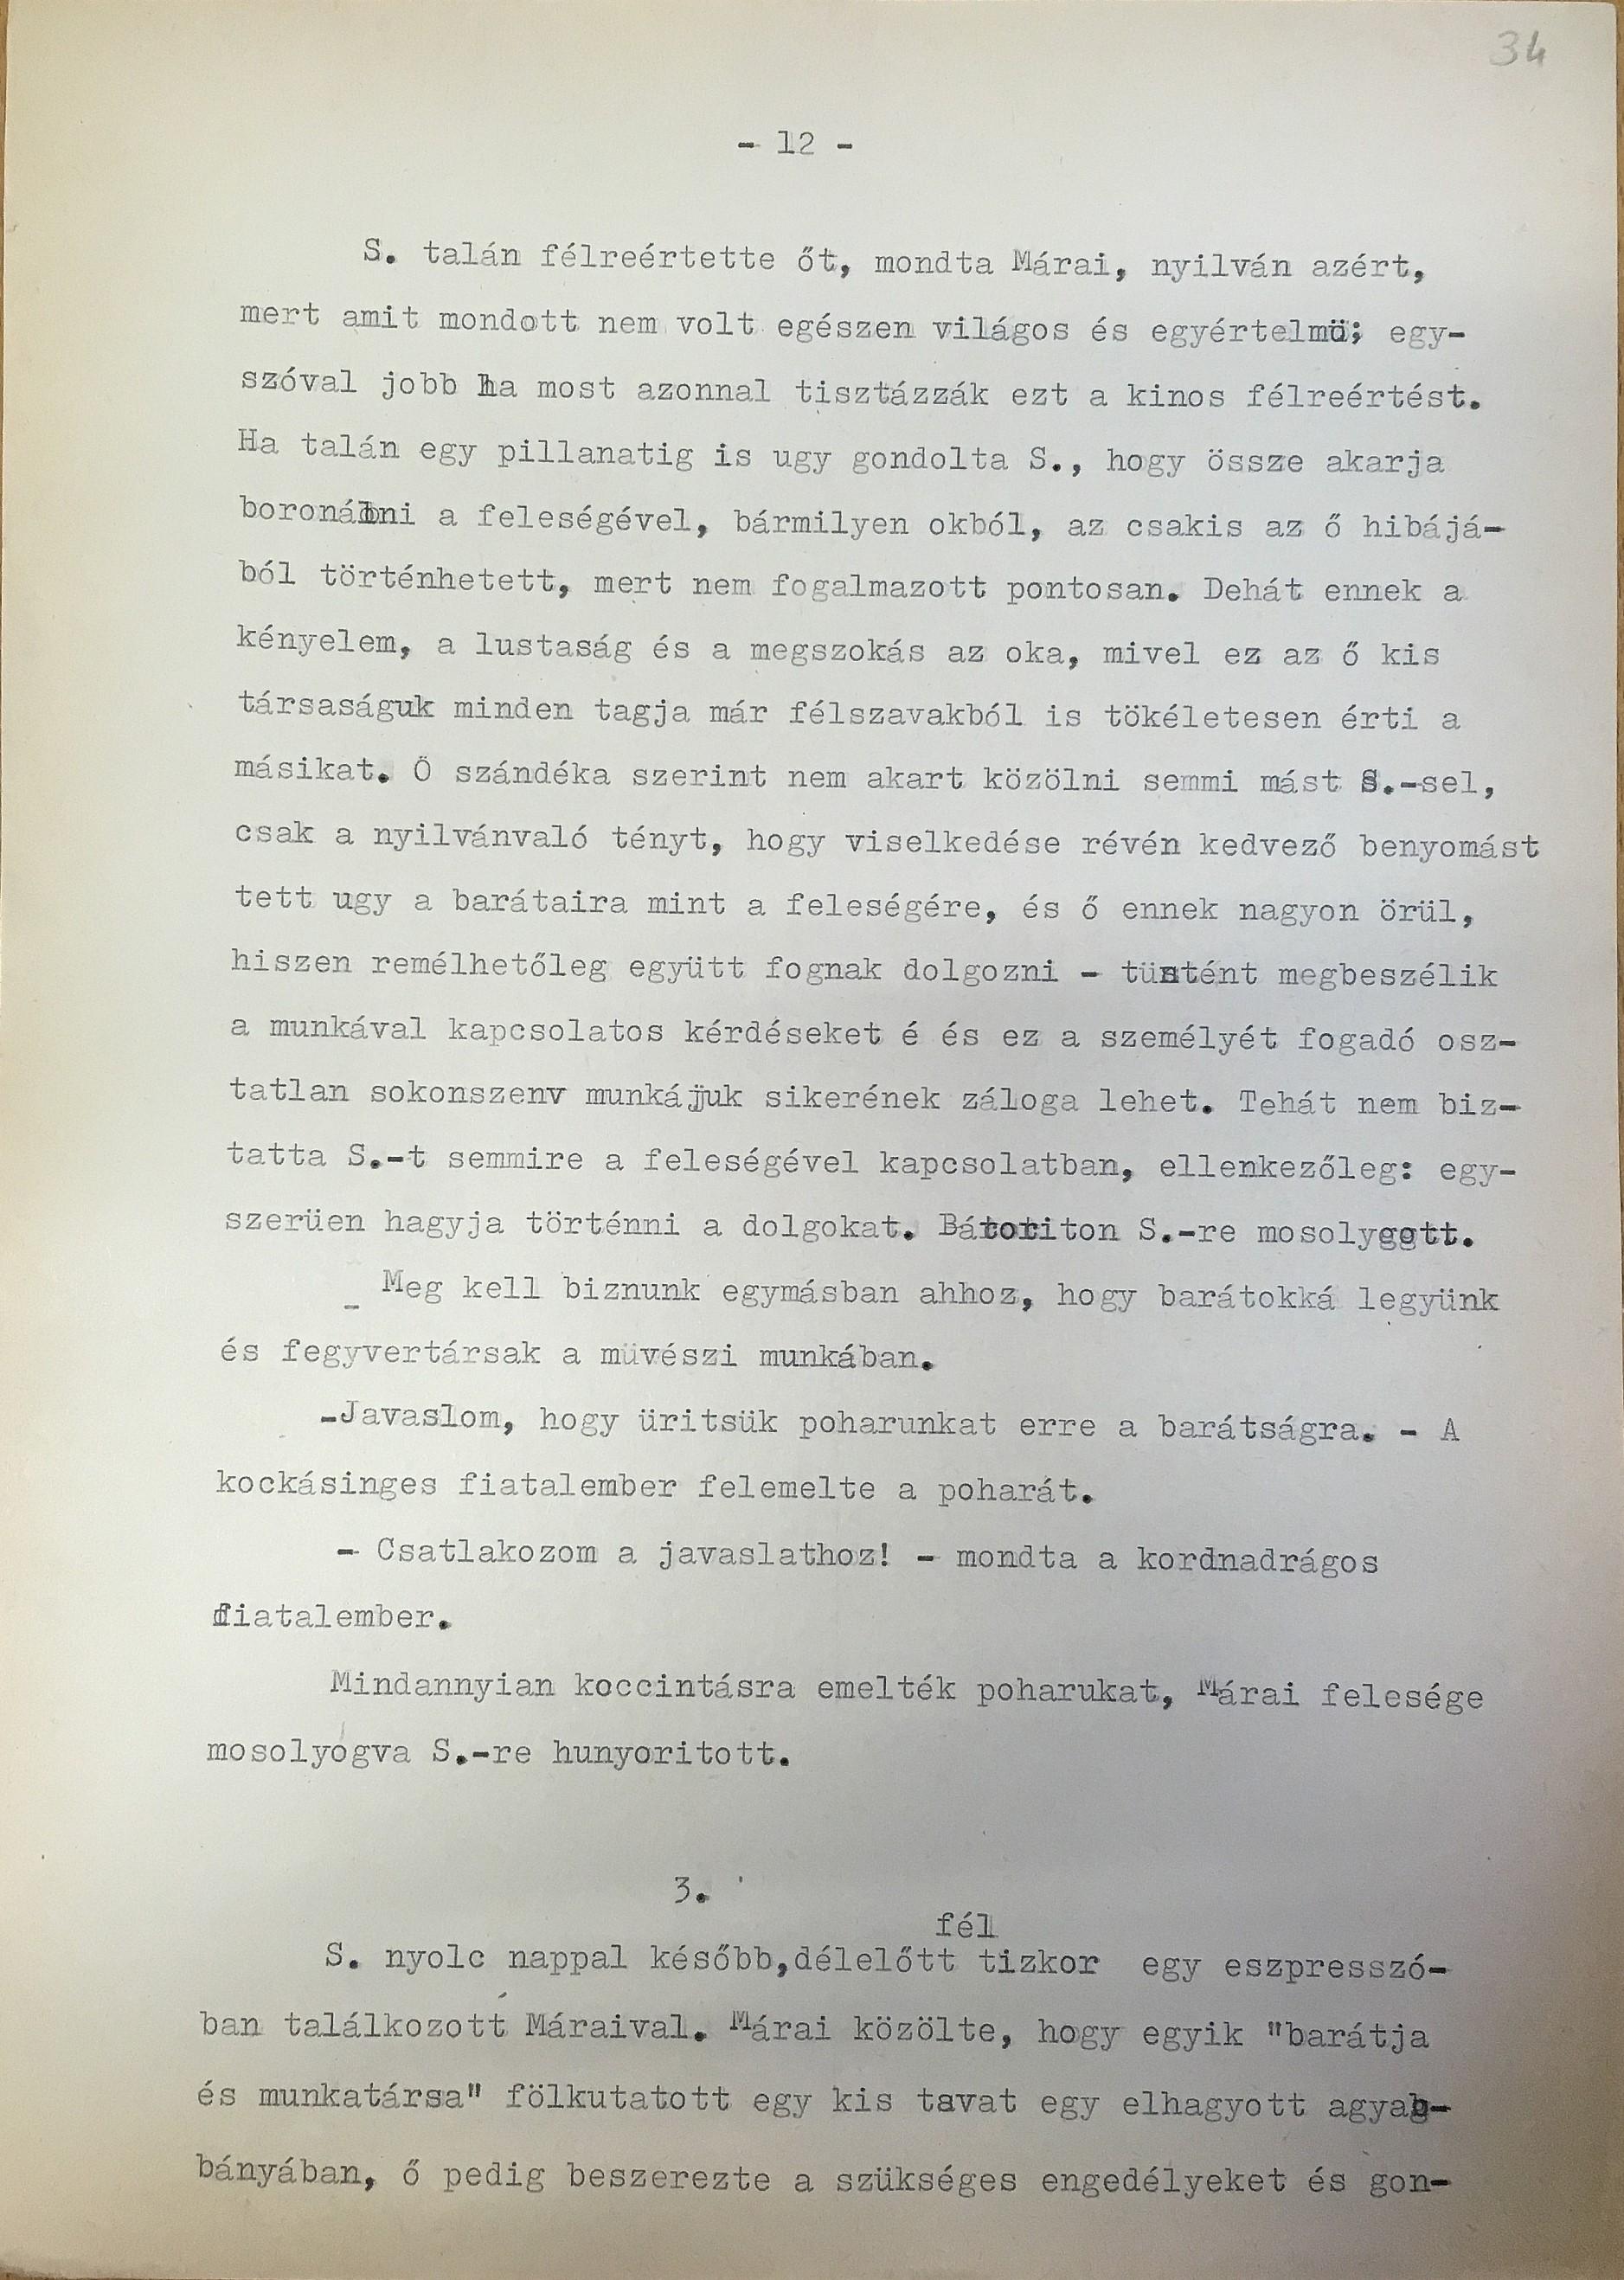 34
- 12 -
S. talán félreértette őt, mondta Márai, nyilván azért,
mert amit mondott nem volt egészen világos és egyértelmü; egy-
szóval jobb ha most azonnal tisztázzák ezt a kinos félreértést.
Ha talán egy pillanatig is ugy gondolta S., hogy össze akarja
boronálni a feleségével, bármilyen okból, az csakis az ő hibájá-
ból történhetett, mert nem fogalmazott pontosan. Dehát ennek a
kényelem, a lustaság és a megszokás az oka, mivel ez az ő kis
társaságuk minden tagja már félszavakból is tökéletesen érti a
másikat. Ö szándéka szerint nem akart közölni semmi mást S.-sel,
csak a nyilvánvaló tényt, hogy viselkedése révén kedvező benyomást
tett ugy a barátaira mint a feleségére, és ő ennek nagyon örül,
hiszen remélhetőleg együtt fognak dolgozni - tüstént megbeszélik
a munkával kapcsolatos kérdéseket é és ez a személyét fogadó osz-
tatlan sokonszenv munkájuk sikerének záloga lehet. Tehát nem biz-
tatta S.-t semmire a feleségével kapcsolatban, ellenkezőleg: egy-
szerüen hagyja történni a dolgokat. Bátoriton S.-re mosolygott.
- Meg kell biznunk egymásban ahhoz, hogy barátokká legyünk
és fegyvertársak a müvészi munkában.
-Javaslom, hogy üritsük poharunkat erre a barátságra. - A
kockásinges fiatalember felemelte a poharát.
- Csatlakozom a javaslathoz! - mondta a kordnadrágos
fiatalember.
Mindannyian koccintásra emelték poharukat, Márai felesége
mosolyógva S.-re hunyoritott.
3.
fél
S. nyolc nappal később,délelőtt tizkor egy eszpresszó-
ban találkozott Máraival. Márai közölte, hogy egyik "barátja
és munkatársa" fölkutatott egy kis tavat egy elhagyott agyag-
bányában, ő pedig beszerezte a szükséges engedélyeket és gon-